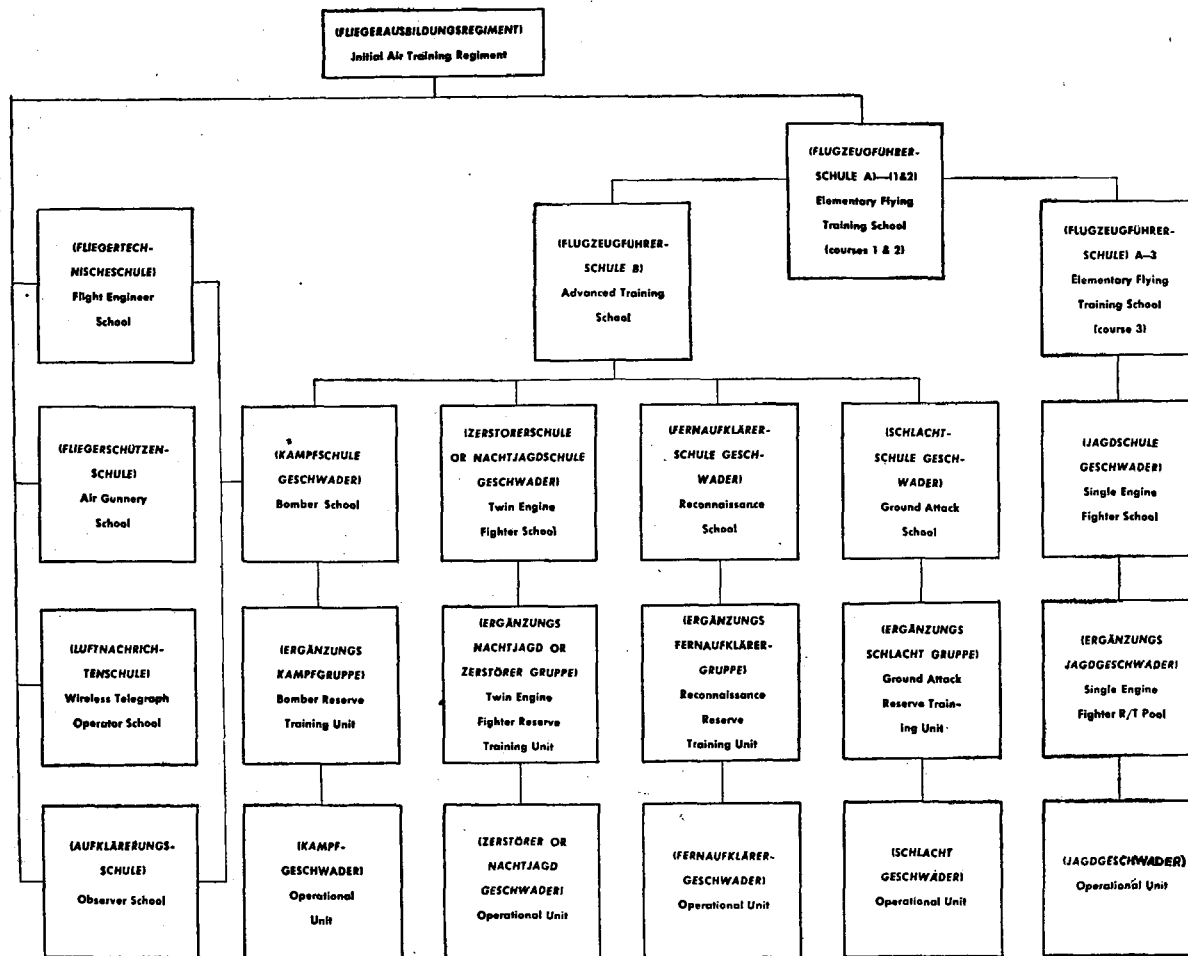 (FLIEGERAUSBILDUNGSREGIMENT)
Initial Air Training Regiment
(FLUGZEUGFÜHRER-
SCHULE A)—(1&2)
Elementary Flying
Training School
(courses 1 & 2)
(FLIEGERTECH-
NISCHESCHULE)
Flight Engineer
School
(FLUGZEUGFÜHRER-
SCHULE B)
Advanced Training
School
(FLUGZEUGFÜHRER-
SCHULE) A—3
Elementary Flying
Training School
(course 3)
(FLIEGERSCHÜTZEN-
SCHULE)
Air Gunnery
School
(KAMPFSCHULE
GESCHWADER)
Bomber School
(ZERSTORERSCHULE
OR NACHTJAGDSCHULE
GESCHWADER)
Twin Engine
Fighter School
(FERNAUFKLÄRER-
SCHULE GESCH-
WADER)
Reconnaissance
School
(SCHLACHT-
SCHULE GESCH-
WADER)
Ground Attack
School
(JAGDSCHULE
GESCHWADER)
Single Engine
Fighter School
(LUFTNACHRICH-
TENSCHULE)
Wireless Telegraph
Operator School
(ERGÄNZUNGS
KAMPFGRUPPE)
Bomber Reserve
Training Unit
(ERGÄNZUNGS
NACHTJAGD OR
ZERSTÖRER GRUPPE)
Twin Engine
Fighter Reserve
Training Unit
(ERGÄNZUNGS
FERNAUFKLÄRER-
GRUPPE)
Reconnaissance
Reserve
Training Unit
(ERGÄNZUNGS
SCHLACHT GRUPPE)
Ground Attack
Reserve Train-
ing Unit
(ERGÄNZUNGS
JAGDGESCHWADER)
Single Engine
Fighter R/T Pool
(AUFKLÄRERUNGS-
SCHULE)
Observer School
(KAMPF-
GESCHWADER)
Operational
Unit
(ZERSTÖRER OR
NACHTJAGD
GESCHWADER)
Operational Unit
(FERNAUFKLÄRER-
GESCHWADER)
Operational Unit
(SCHLACHT
GESCHWADER)
Operational Unit
(JAGDGESCHWADER)
Operational Unit